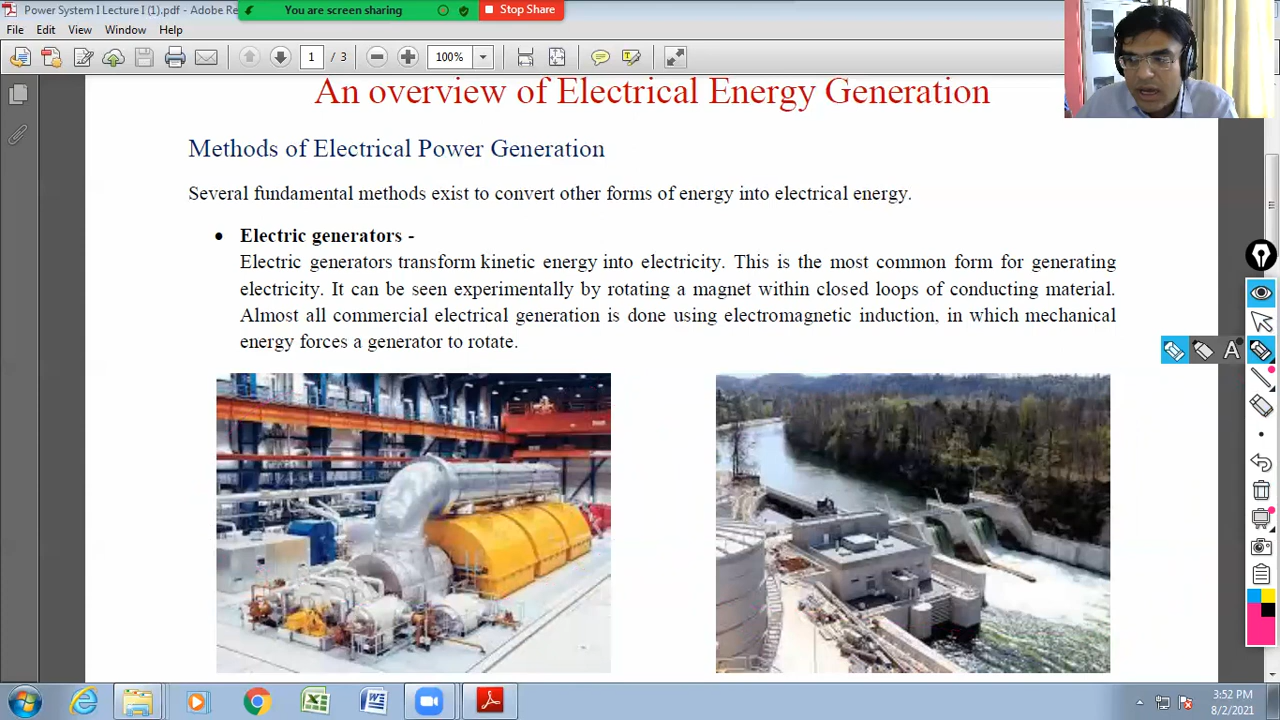 Power System I Lecture I (1).pdf - Adobe Re
You are screen sharing
Stop Share
File Edit View Window Help
1 / 3 100%
An overview of Electrical Energy Generation
Methods of Electrical Power Generation
Several fundamental methods exist to convert other forms of energy into electrical energy.
• Electric generators -
Electric generators transform kinetic energy into electricity. This is the most common form for generating
electricity. It can be seen experimentally by rotating a magnet within closed loops of conducting material.
Almost all commercial electrical generation is done using electromagnetic induction, in which mechanical
energy forces a generator to rotate.
A
3:52 PM
8/2/2021